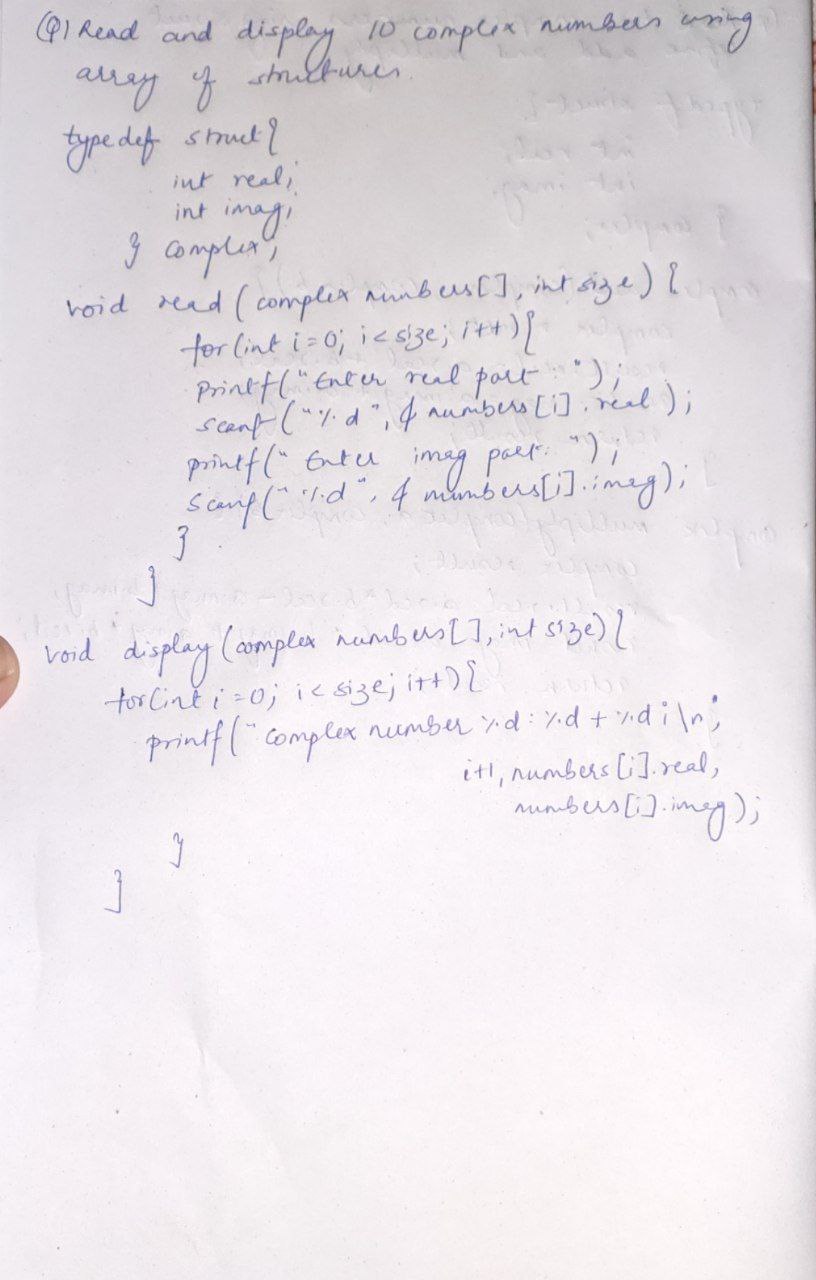 Q) Read and display 10 complex numbers using
array of structures.
typedef struct {
int real;
int imag;
} complex;
void read (complex numbers[], int size) {
for (int i=0; i<size; i++) {
printf("Enter real part ");
scanf ("%d", & numbers[i].real );
printf(" Enter imag part: ");
scanf(" %d", & numbers[i].imag);
}
}
void display (complex numbers[], int size) {
for (int i=0; i< size; i++) {
printf (" complex number %d: %d + %d i \n",
i+1, numbers [i].real,
numbers[i].imag);
}
}